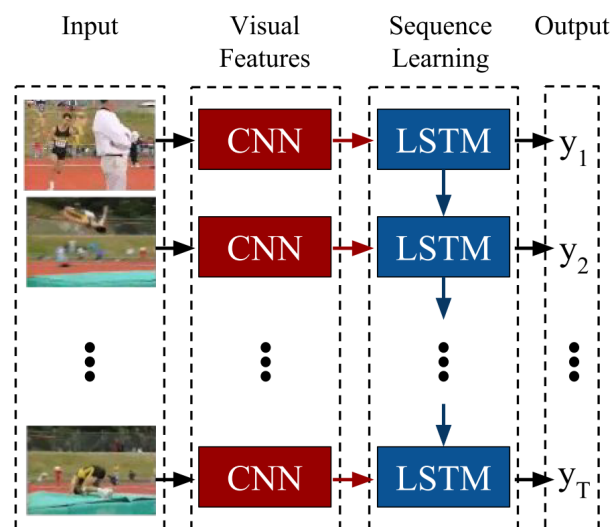 Input
Visual
Features
Sequence
Learning
Output
CNN
LSTM
y1
CNN
LSTM
y2
CNN
LSTM
yT